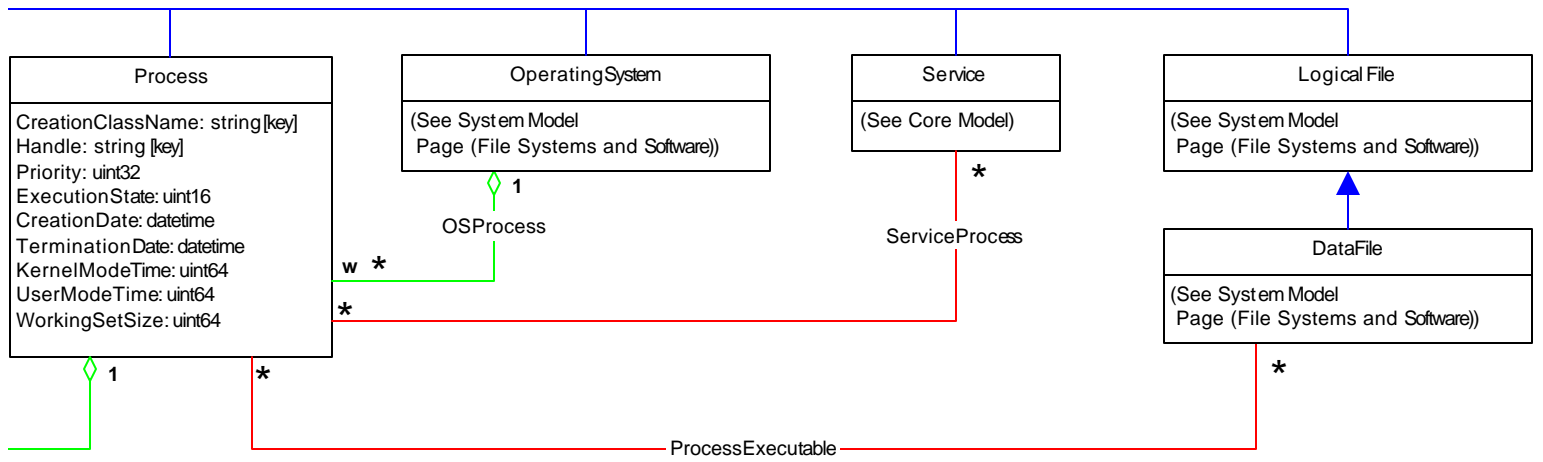 Process
CreationClassName: string [key]
Handle: string [key]
Priority: uint32
ExecutionState: uint16
CreationDate: datetime
TerminationDate: datetime
KernelModeTime: uint64
UserModeTime: uint64
WorkingSetSize: uint64
OperatingSystem
(See System Model
Page (File Systems and Software))
Service
(See Core Model)
LogicalFile
(See System Model
Page (File Systems and Software))
1
*
OSProcess
ServiceProcess
w *
*
DataFile
(See System Model
Page (File Systems and Software))
1
*
*
ProcessExecutable